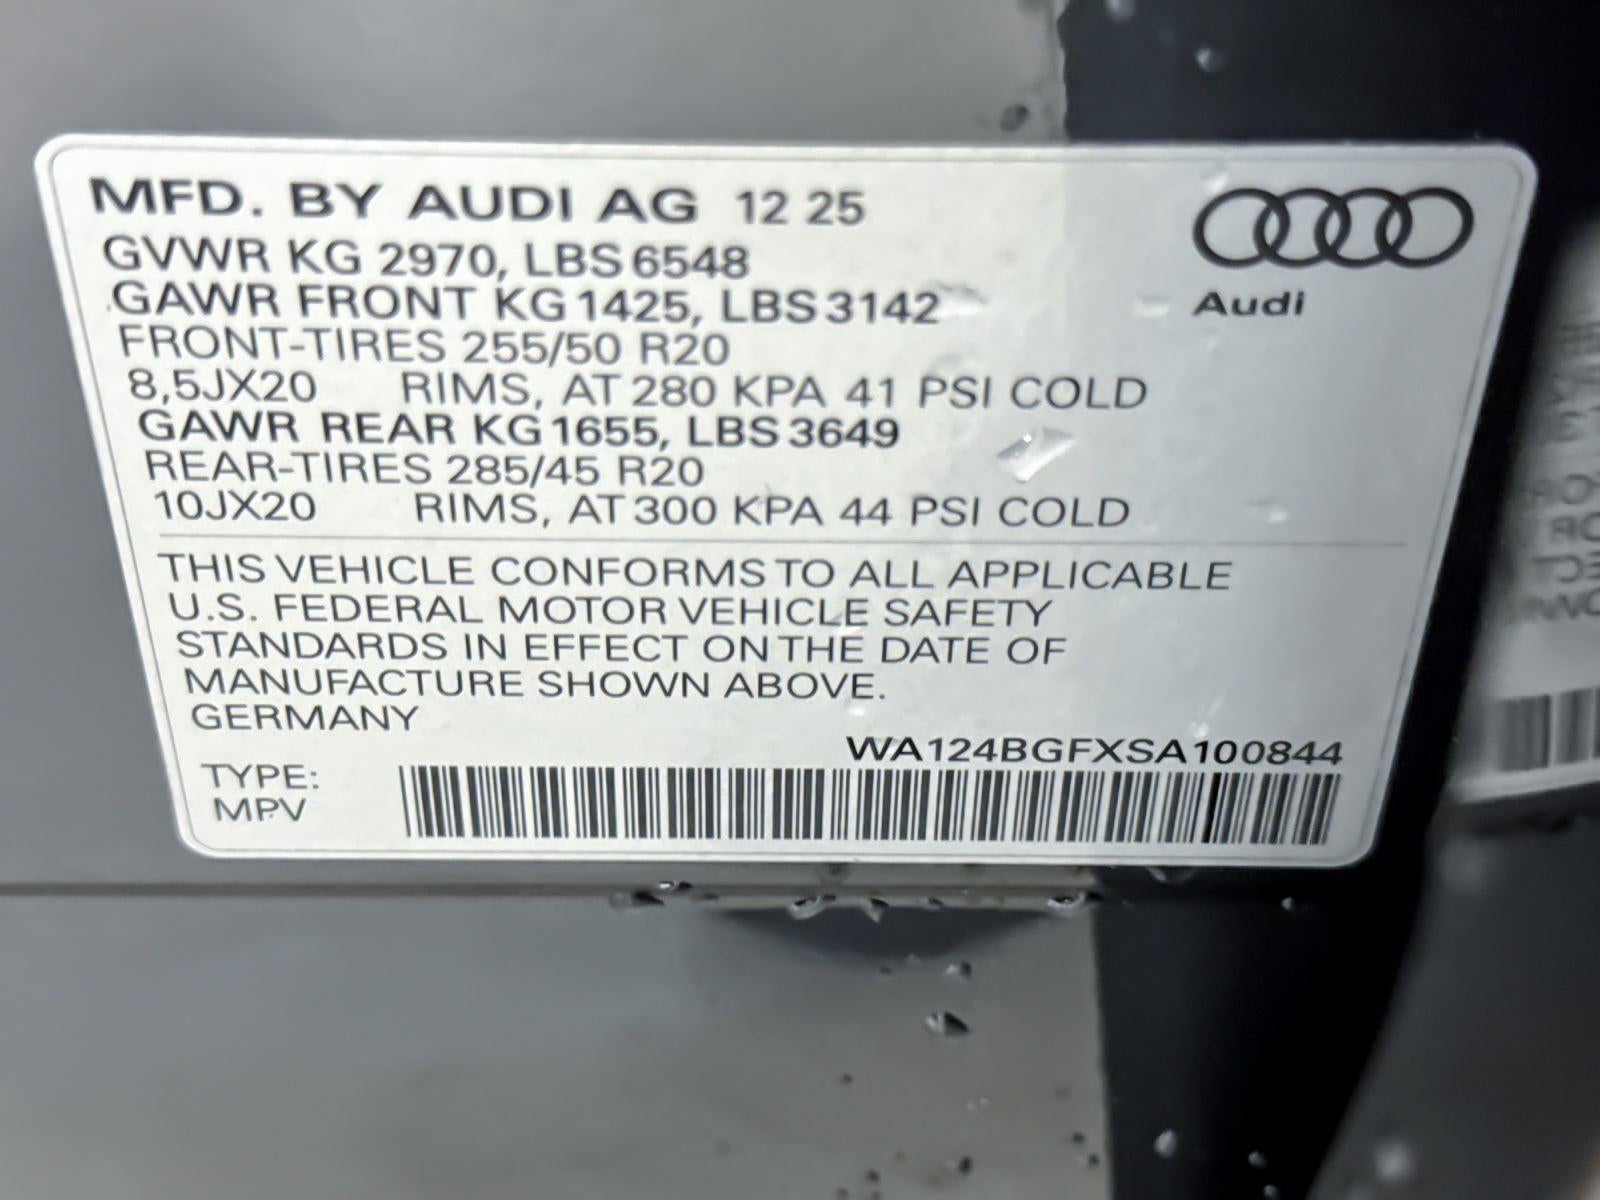 MFD. BY AUDI AG 12 25
GVWR KG 2970, LBS 6548
GAWR FRONT KG 1425, LBS 3142
FRONT-TIRES 255/50 R20
8,5JX20 RIMS, AT 280 KPA 41 PSI COLD
GAWR REAR KG 1655, LBS 3649
REAR-TIRES 285/45 R20
10JX20 RIMS, AT 300 KPA 44 PSI COLD
Audi
THIS VEHICLE CONFORMS TO ALL APPLICABLE
U.S. FEDERAL MOTOR VEHICLE SAFETY
STANDARDS IN EFFECT ON THE DATE OF
MANUFACTURE SHOWN ABOVE.
GERMANY
WA124BGFXSA100844
TYPE:
MPV